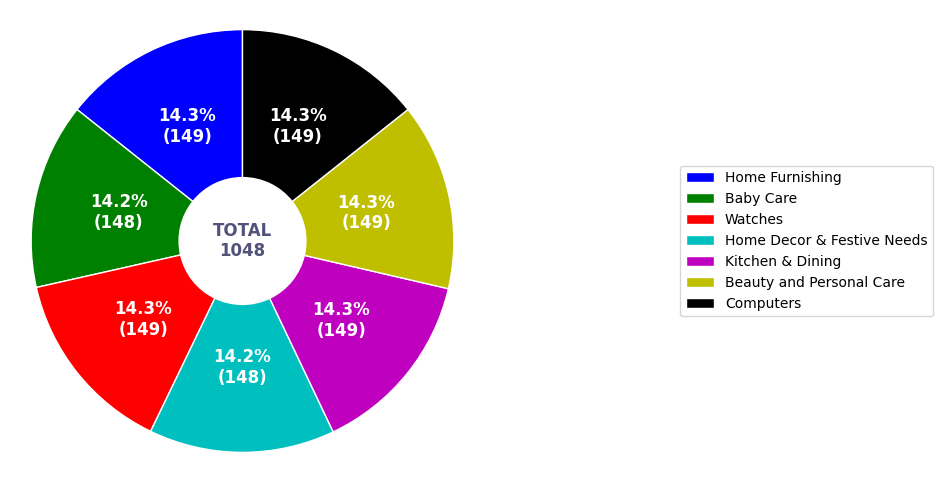 14.3%
(149)
14.3%
(149)
14.2%
(148)
14.3%
(149)
TOTAL
1048
14.3%
(149)
14.3%
(149)
14.2%
(148)
Home Furnishing
Baby Care
Watches
Home Decor & Festive Needs
Kitchen & Dining
Beauty and Personal Care
Computers